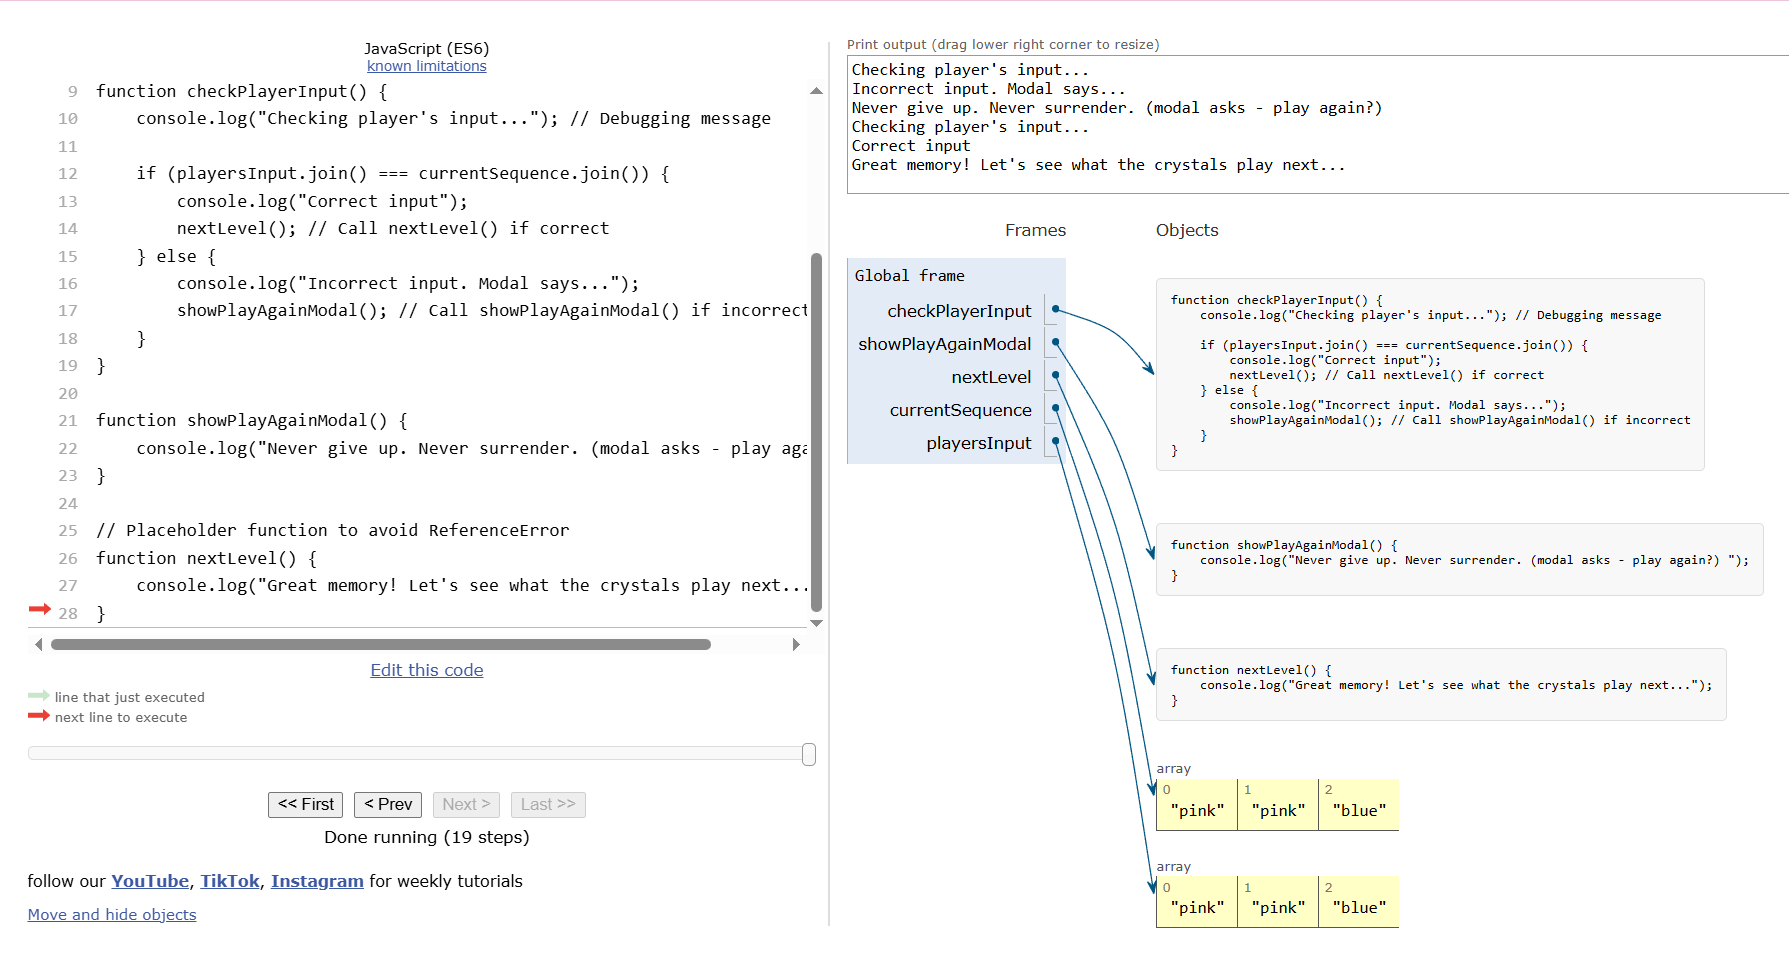 JavaScript (ES6)
known limitations
9 function checkPlayerInput() {
10     console.log("Checking player's input..."); // Debugging message
11
12     if (playersInput.join() === currentSequence.join()) {
13         console.log("Correct input");
14         nextLevel(); // Call nextLevel() if correct
15     } else {
16         console.log("Incorrect input. Modal says...");
17         showPlayAgainModal(); // Call showPlayAgainModal() if incorrect
18     }
19 }
20
21 function showPlayAgainModal() {
22     console.log("Never give up. Never surrender. (modal asks - play aga
23 }
24
25 // Placeholder function to avoid ReferenceError
26 function nextLevel() {
27     console.log("Great memory! Let's see what the crystals play next...
28 }
Edit this code
line that just executed
next line to execute
<< First < Prev Next > Last >>
Done running (19 steps)
follow our YouTube, TikTok, Instagram for weekly tutorials
Move and hide objects
Print output (drag lower right corner to resize)
Checking player's input...
Incorrect input. Modal says...
Never give up. Never surrender. (modal asks - play again?)
Checking player's input...
Correct input
Great memory! Let's see what the crystals play next...
Frames
Objects
Global frame
checkPlayerInput
showPlayAgainModal
nextLevel
currentSequence
playersInput
function checkPlayerInput() {
    console.log("Checking player's input..."); // Debugging message

    if (playersInput.join() === currentSequence.join()) {
        console.log("Correct input");
        nextLevel(); // Call nextLevel() if correct
    } else {
        console.log("Incorrect input. Modal says...");
        showPlayAgainModal(); // Call showPlayAgainModal() if incorrect
    }
}
function showPlayAgainModal() {
    console.log("Never give up. Never surrender. (modal asks - play again?) ");
}
function nextLevel() {
    console.log("Great memory! Let's see what the crystals play next...");
}
array
0 1 2
"pink" "pink" "blue"
array
0 1 2
"pink" "pink" "blue"